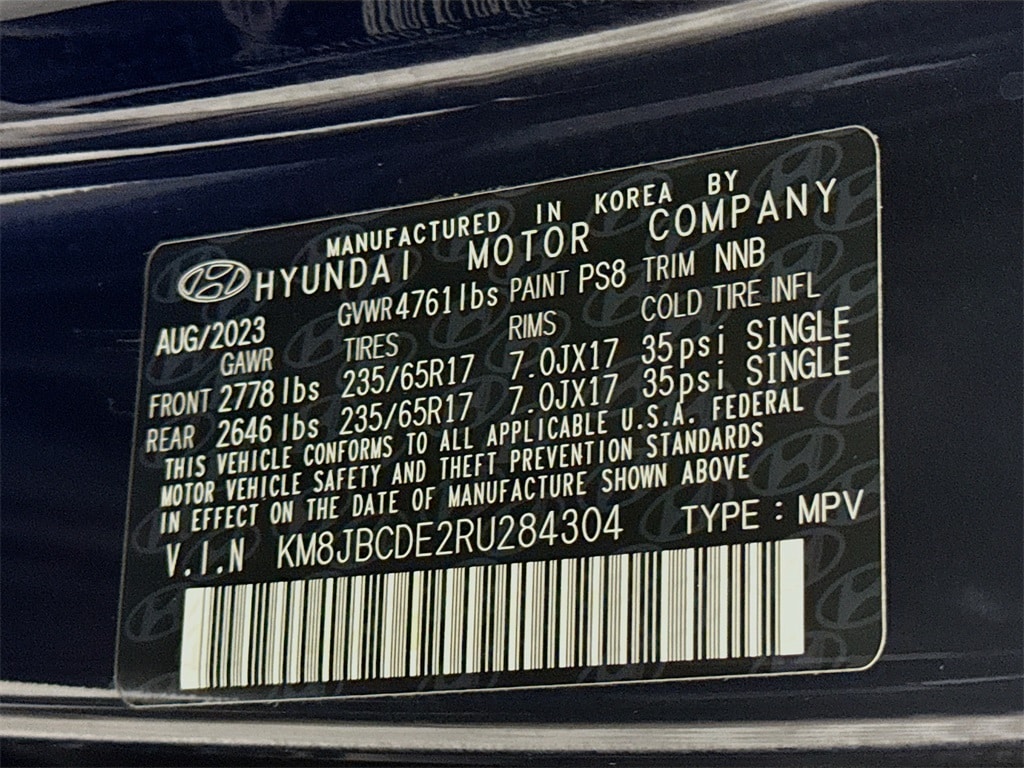 MANUFACTURED IN KOREA BY
HYUNDAI MOTOR COMPANY
AUG/2023 GVWR 4761 lbs PAINT PS8 TRIM NNB
GAWR TIRES RIMS COLD TIRE INFL
FRONT 2778 lbs 235/65R17 7.0JX17 35psi SINGLE
REAR 2646 lbs 235/65R17 7.0JX17 35psi SINGLE
THIS VEHICLE CONFORMS TO ALL APPLICABLE U.S.A. FEDERAL
MOTOR VEHICLE SAFETY AND THEFT PREVENTION STANDARDS
IN EFFECT ON THE DATE OF MANUFACTURE SHOWN ABOVE
V.I.N KM8JBCDE2RU284304 TYPE : MPV